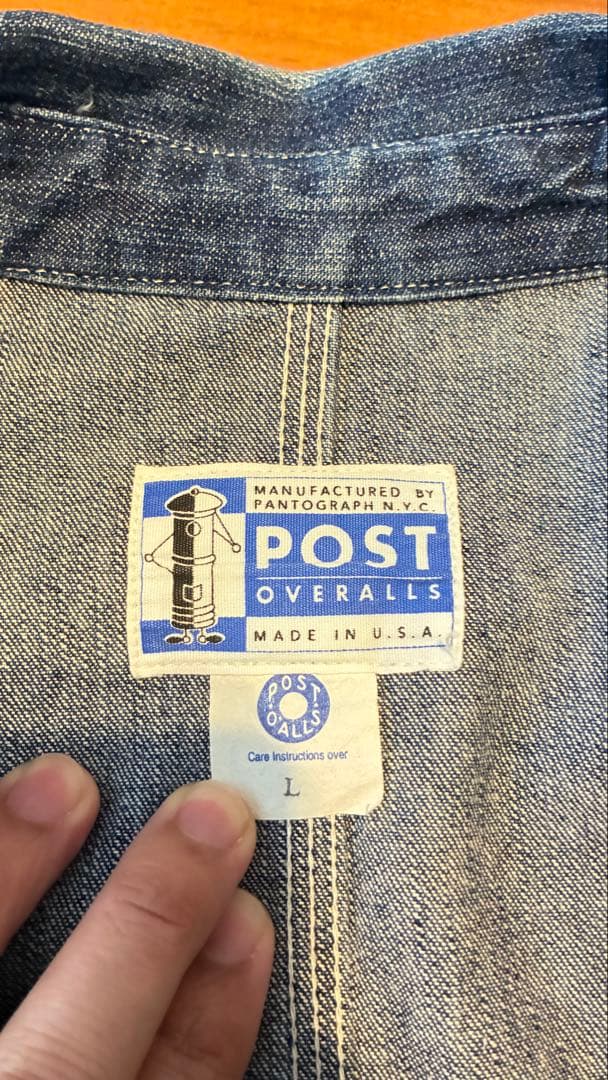 MANUFACTURED BY
PANTOGRAPH N.Y.C.
POST
OVERALLS
MADE IN U.S.A.
POST
O'ALLS
Care Instructions over
L